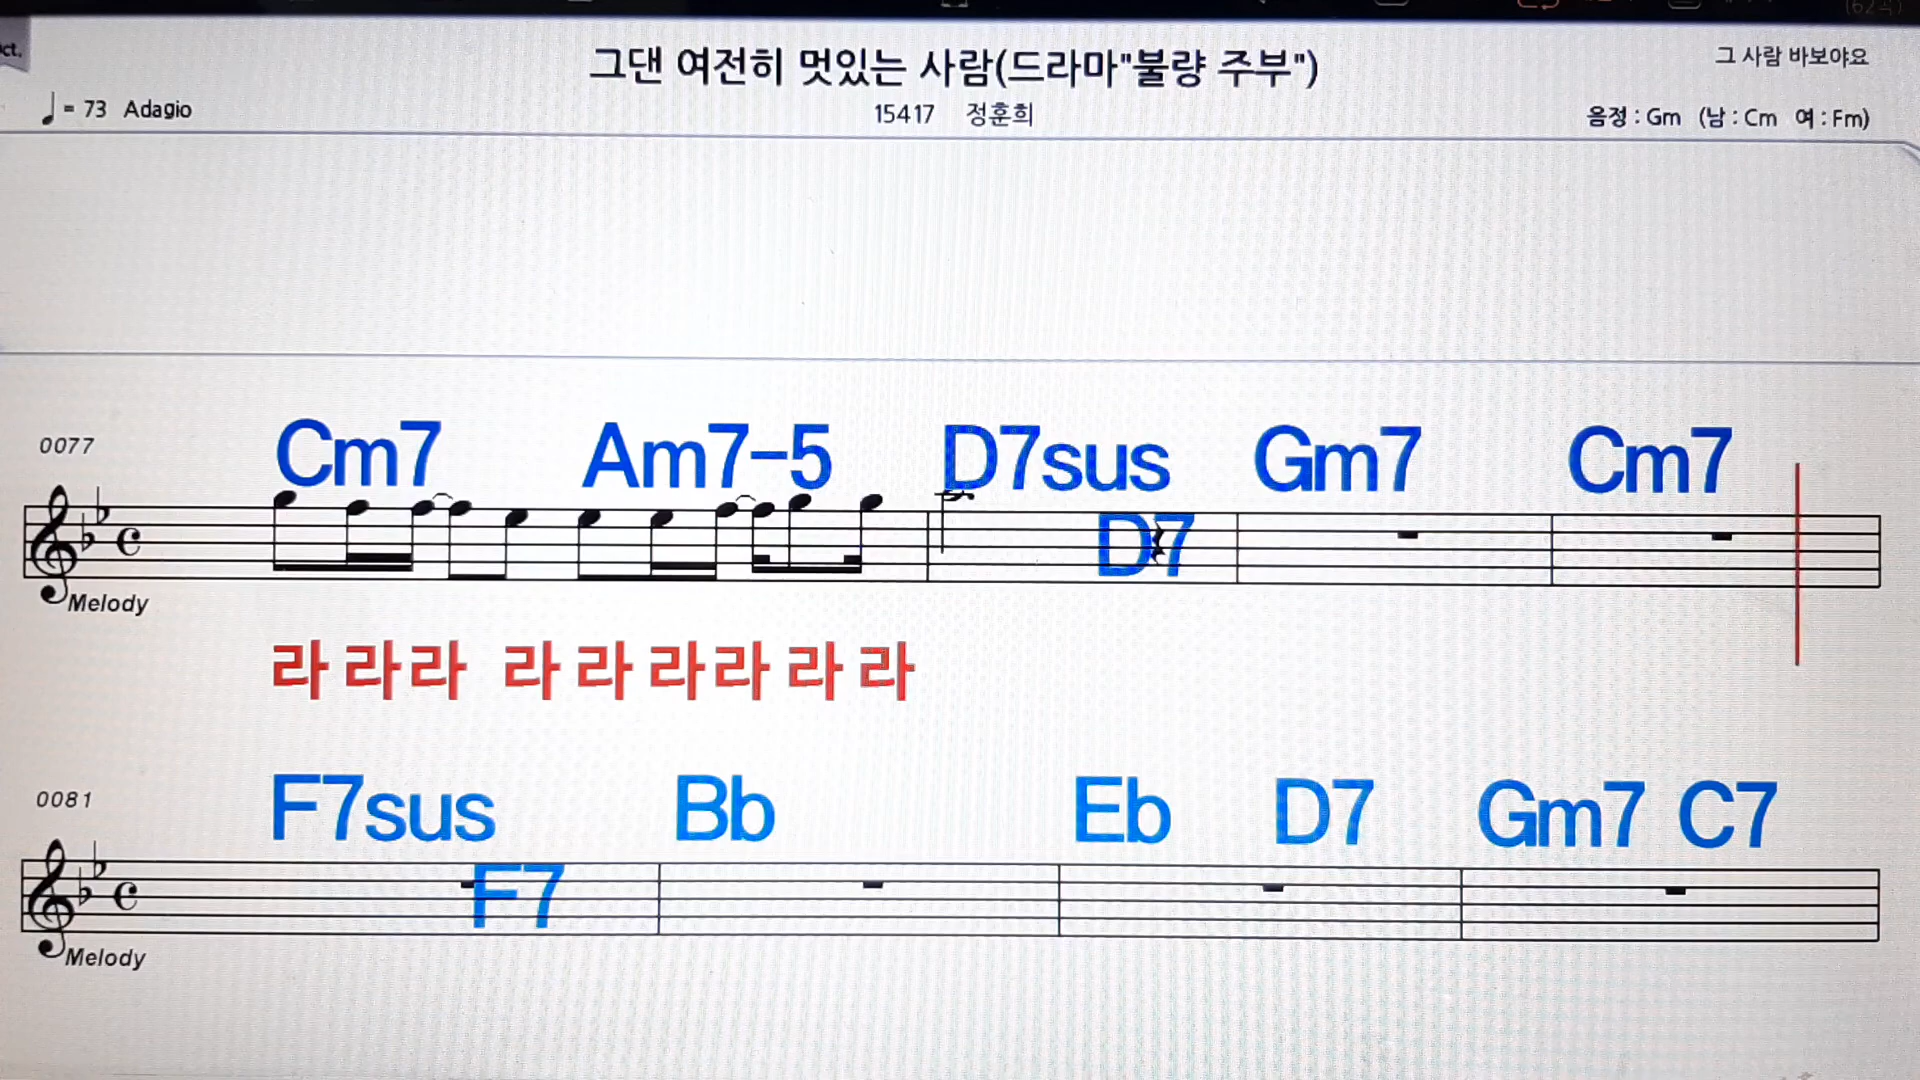 그댄 여전히 멋있는 사람(드라마"불량 주부")
그 사람 바보야요
♩= 73 Adagio
15417 정훈희
음정 : Gm (남 : Cm 여 : Fm)
0077
Cm7 Am7-5 D7sus Gm7 Cm7
D7
Melody
라 라 라 라 라 라 라 라 라
0081
F7sus Bb Eb D7 Gm7 C7
F7
Melody